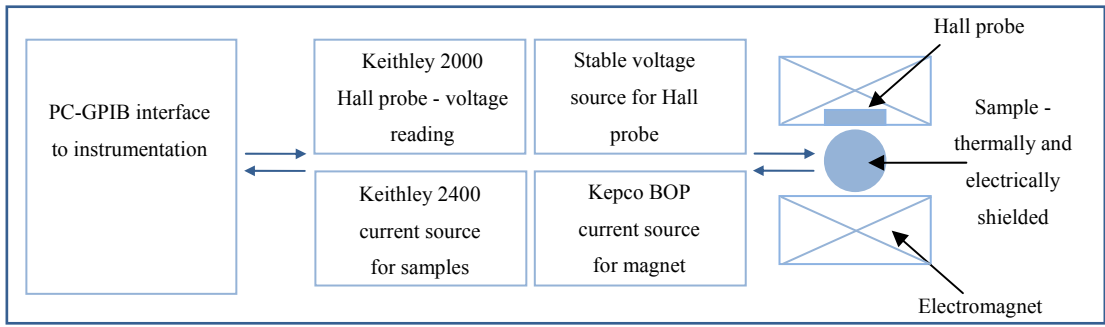 PC-GPIB interface
to instrumentation
Keithley 2000
Hall probe - voltage
reading
Stable voltage
source for Hall
probe
Keithley 2400
current source
for samples
Kepco BOP
current source
for magnet
Hall probe
Sample -
thermally and
electrically
shielded
Electromagnet